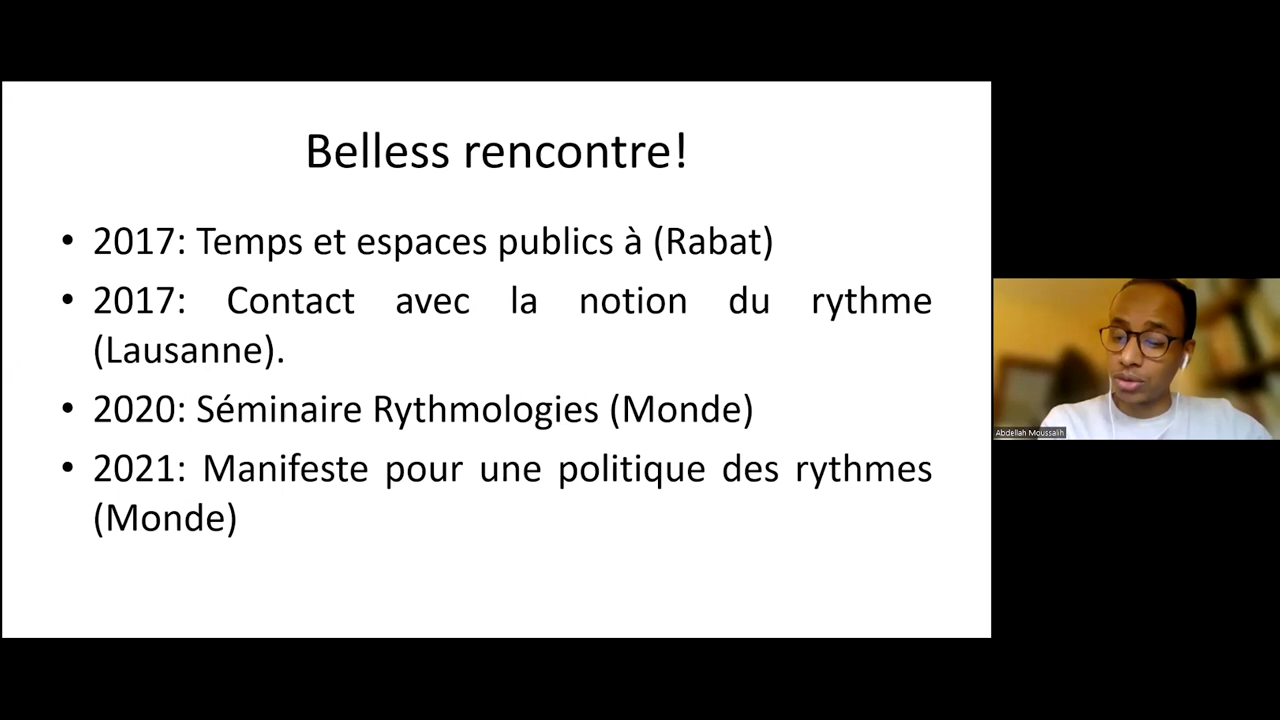 Belless rencontre!
• 2017: Temps et espaces publics à (Rabat)
• 2017: Contact avec la notion du rythme
(Lausanne).
• 2020: Séminaire Rythmologies (Monde)
• 2021: Manifeste pour une politique des rythmes
(Monde)
Abdellah Moussalih